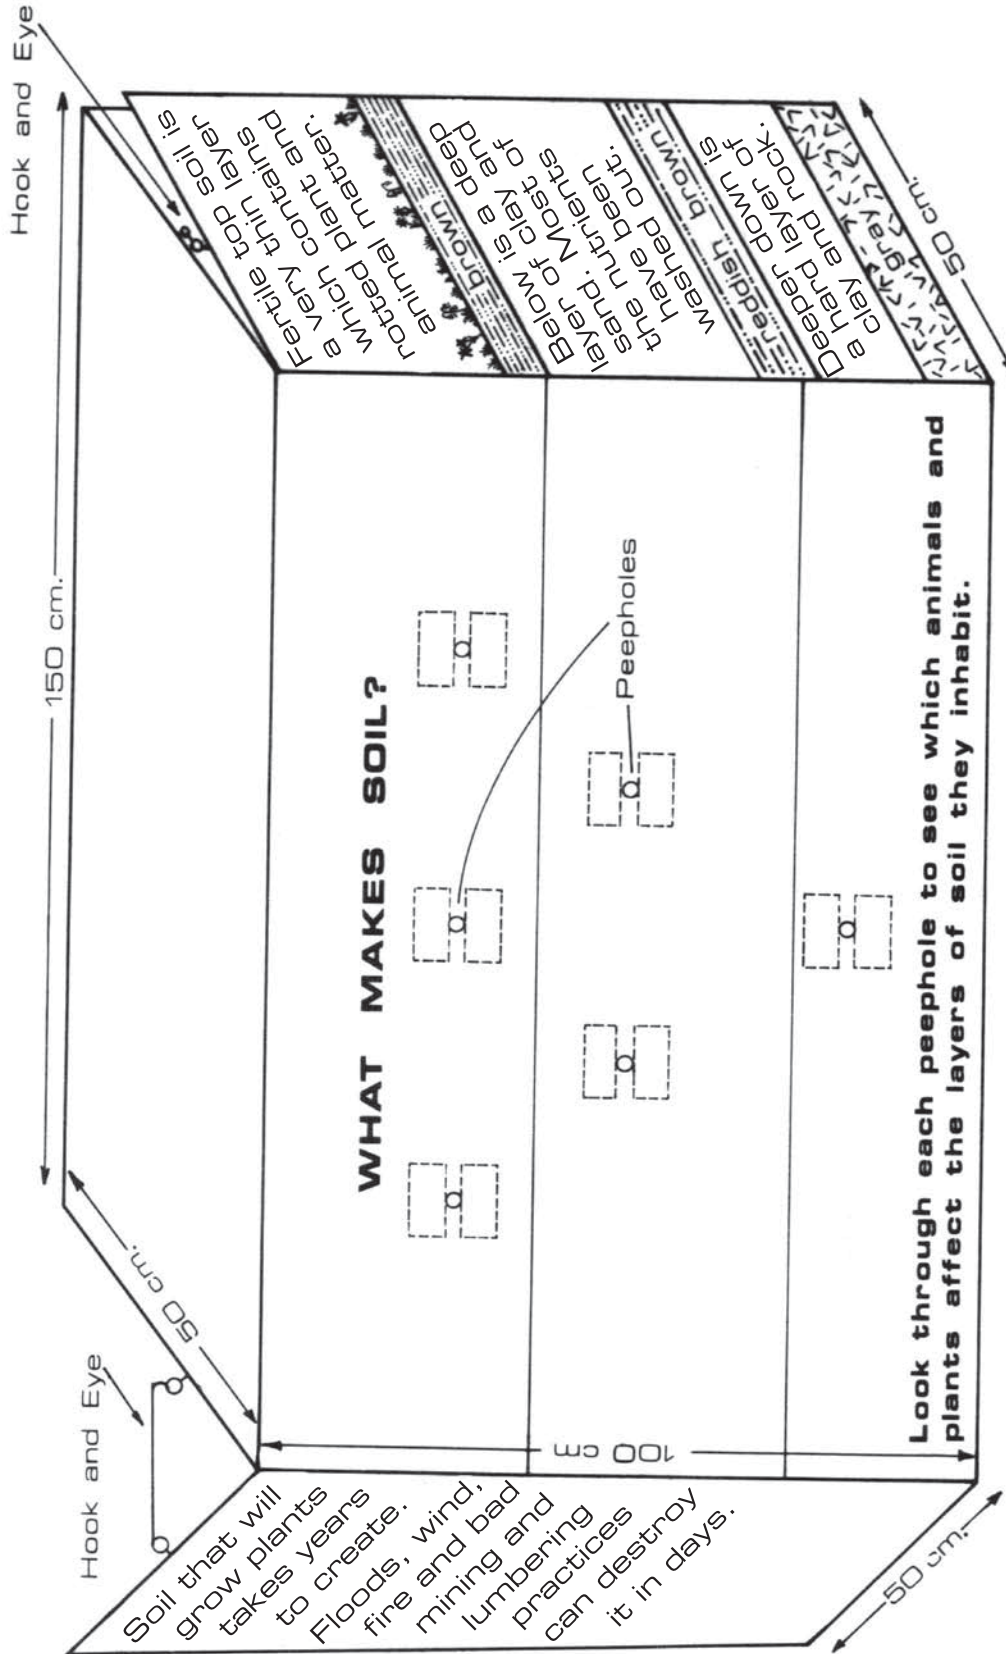 Hook and Eye
150 cm.
50 cm.
Hook and Eye
Soil that will
grow plants
takes years
to create.
Floods, wind,
fire and bad
mining and
lumbering
practices
can destroy
it in days.
50 cm.
100 cm
WHAT MAKES SOIL?
Peepholes
Look through each peephole to see which animals and
plants affect the layers of soil they inhabit.
Fertile top soil is
a very thin layer
which contains
rotted plant and
animal matter.
brown
Below is a deep
layer of clay and
sand. Most of
the nutrients
have been
washed out.
reddish brown
Deeper down is
a hard layer of
clay and rock.
gray
50 cm.